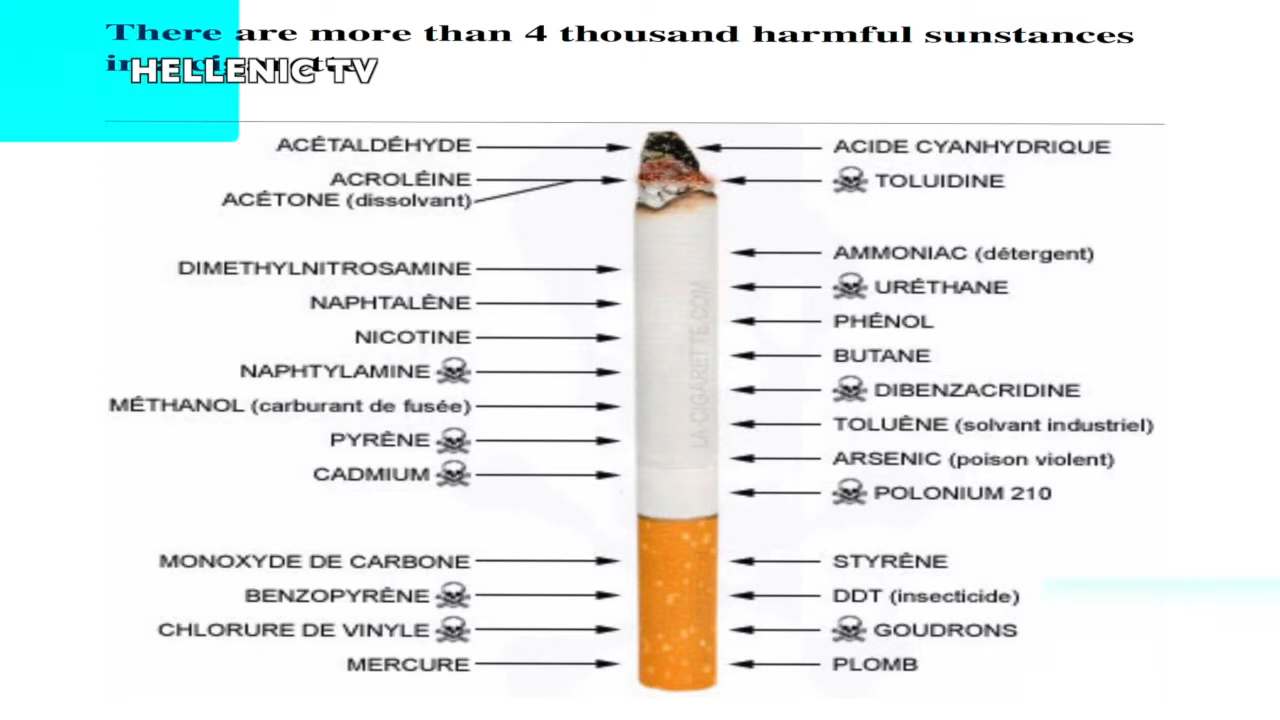 There are more than 4 thousand harmful sunstances
HELLENIC TV
ACÉTALDÉHYDE
ACROLÉINE
ACÉTONE (dissolvant)
DIMETHYLNITROSAMINE
NAPHTALÈNE
NICOTINE
NAPHTYLAMINE
MÉTHANOL (carburant de fusée)
PYRÈNE
CADMIUM
MONOXYDE DE CARBONE
BENZOPYRÈNE
CHLORURE DE VINYLE
MERCURE
LA-CIGARETTE.COM
ACIDE CYANHYDRIQUE
TOLUIDINE
AMMONIAC (détergent)
URÉTHANE
PHÉNOL
BUTANE
DIBENZACRIDINE
TOLUÈNE (solvant industriel)
ARSENIC (poison violent)
POLONIUM 210
STYRÈNE
DDT (insecticide)
GOUDRONS
PLOMB